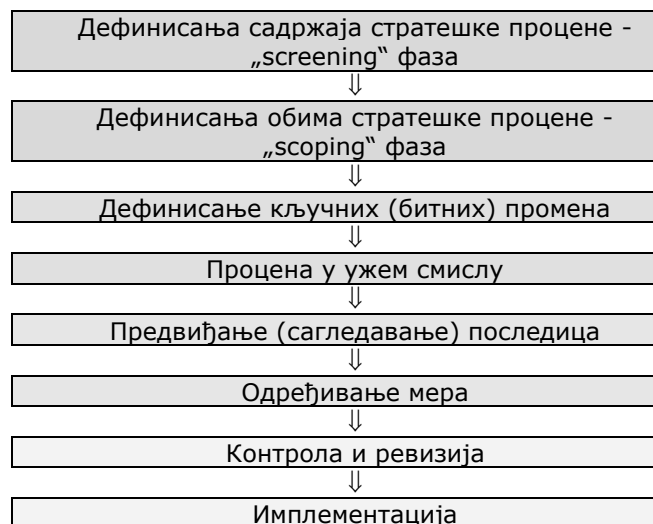 Дефинисања садржаја стратешке процене -
„screening“ фаза
⇓
Дефинисања обима стратешке процене -
„scoping“ фаза
⇓
Дефинисање кључних (битних) промена
⇓
Процена у ужем смислу
⇓
Предвиђање (сагледавање) последица
⇓
Одређивање мера
⇓
Контрола и ревизија
⇓
Имплементација